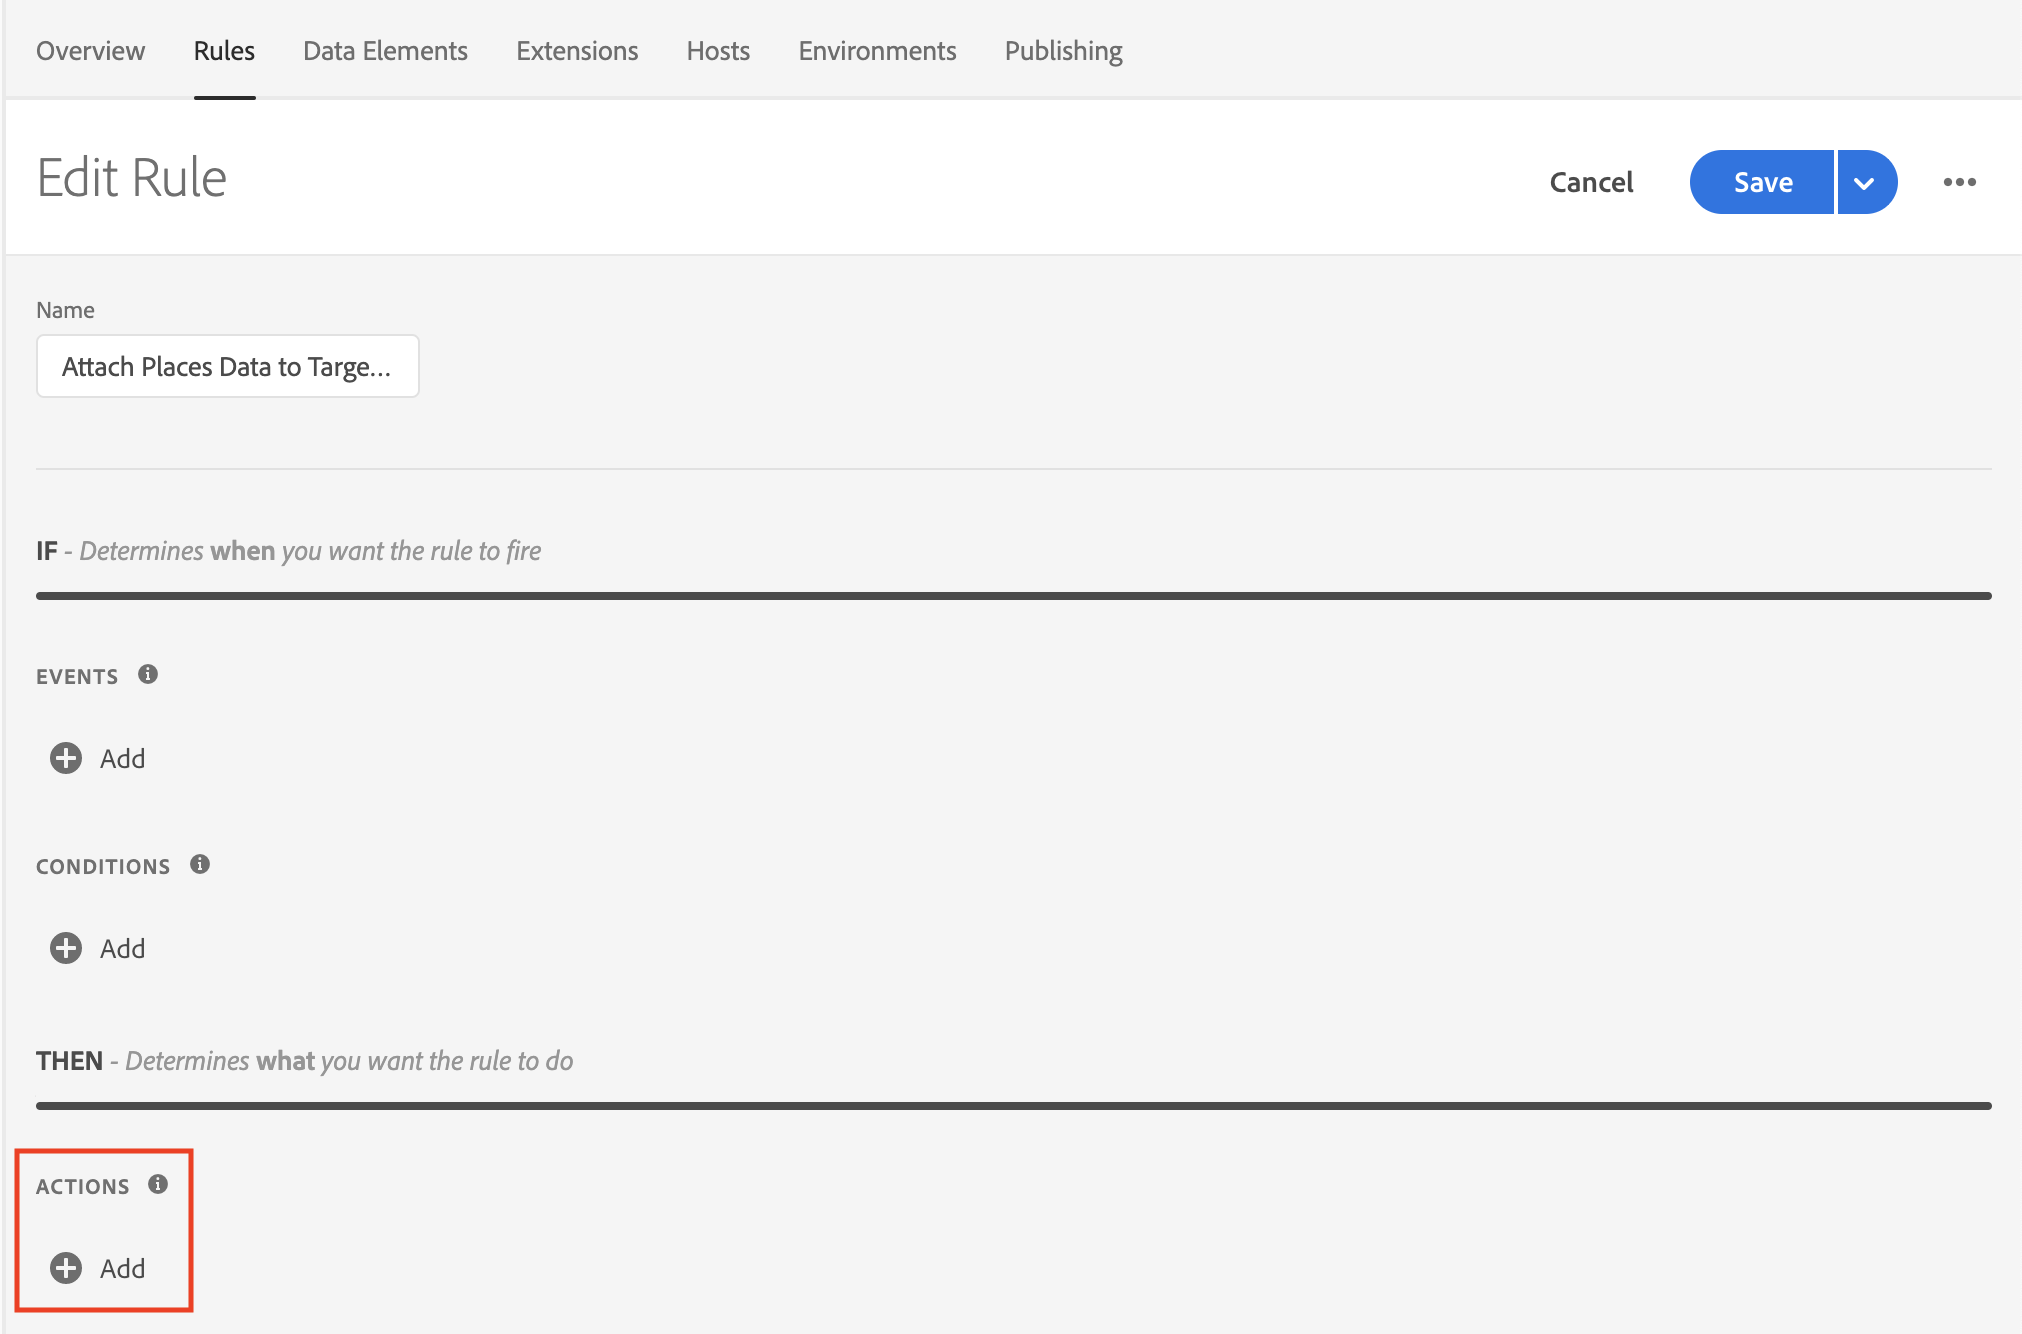 Overview Rules Data Elements Extensions Hosts Environments Publishing
Edit Rule
Cancel Save
Name
Attach Places Data to Targe...
IF - Determines when you want the rule to fire
EVENTS
Add
CONDITIONS
Add
THEN - Determines what you want the rule to do
ACTIONS
Add